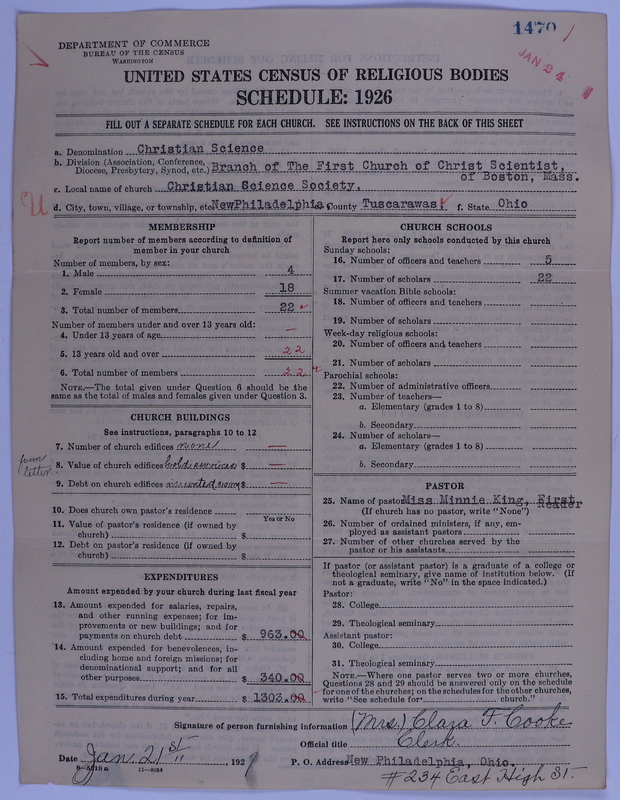 1470
JAN 24
DEPARTMENT OF COMMERCE
BUREAU OF THE CENSUS
WASHINGTON
UNITED STATES CENSUS OF RELIGIOUS BODIES
SCHEDULE: 1926
FILL OUT A SEPARATE SCHEDULE FOR EACH CHURCH. SEE INSTRUCTIONS ON THE BACK OF THIS SHEET
a. Denomination Christian Science
b. Division (Association, Conference, Diocese, Presbytery, Synod, etc.) Branch of The First Church of Christ Scientist, of Boston, Mass.
c. Local name of church Christian Science Society.
d. City, town, village, or township, etc. NewPhiladelphia, County Tuscarawas. f. State Ohio
MEMBERSHIP
Report number of members according to definition of
member in your church
Number of members, by sex:
1. Male 4
2. Female 18
3. Total number of members 22
Number of members under and over 13 years old:
4. Under 13 years of age —
5. 13 years old and over 22
6. Total number of members 22
NOTE.—The total given under Question 6 should be the
same as the total of males and females given under Question 3.
CHURCH BUILDINGS
See instructions, paragraphs 10 to 12
from
letter
7. Number of church edifices none —
8. Value of church edifices hold services $ —
9. Debt on church edifices in rented room $ —
10. Does church own pastor's residence
Yes or No
11. Value of pastor's residence (if owned by
church) $
12. Debt on pastor's residence (if owned by
church) $
EXPENDITURES
Amount expended by your church during last fiscal year
13. Amount expended for salaries, repairs,
and other running expenses; for im-
provements or new buildings; and for
payments on church debt $ 963.00
14. Amount expended for benevolences, in-
cluding home and foreign missions; for
denominational support; and for all
other purposes $ 340.00
15. Total expenditures during year $ 1303.00
CHURCH SCHOOLS
Report here only schools conducted by this church
Sunday schools:
16. Number of officers and teachers 5
17. Number of scholars 22
Summer vacation Bible schools:
18. Number of officers and teachers
19. Number of scholars
Week-day religious schools:
20. Number of officers and teachers
21. Number of scholars
Parochial schools:
22. Number of administrative officers
23. Number of teachers—
a. Elementary (grades 1 to 8)
b. Secondary
24. Number of scholars—
a. Elementary (grades 1 to 8)
b. Secondary
PASTOR
25. Name of pastor Miss Minnie King, First Reader
(If church has no pastor, write "None")
26. Number of ordained ministers, if any, em-
ployed as assistant pastors
27. Number of other churches served by the
pastor or his assistants
If pastor (or assistant pastor) is a graduate of a college or
theological seminary, give name of institution below. (If
not a graduate, write "No" in the space indicated.)
Pastor:
28. College
29. Theological seminary
Assistant pastor:
30. College
31. Theological seminary
NOTE.—Where one pastor serves two or more churches,
Questions 28 and 29 should be answered only on the schedule
for one of the churches; on the schedules for the other churches,
write "See schedule for church."
Signature of person furnishing information (Mrs.) Clara F. Cooke
Official title Clerk.
Date Jan. 21st, 1927 P. O. Address New Philadelphia, Ohio.
8-5518a 11-9054
#234 East High St.